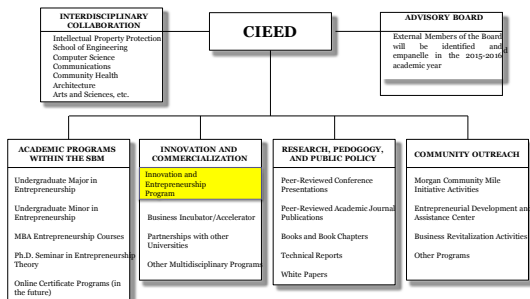 INTERDISCIPLINARY
COLLABORATION
Intellectual Property Protection
School of Engineering
Computer Science
Communications
Community Health
Architecture
Arts and Sciences, etc.
CIEED
ADVISORY BOARD
External Members of the Board
will be identified and
empanelle in the 2015-2016
academic year
ACADEMIC PROGRAMS
WITHIN THE SBM
Undergraduate Major in
Entrepreneurship
Undergraduate Minor in
Entrepreneurship
MBA Entrepreneurship Courses
Ph.D. Seminar in Entrepreneurship
Theory
Online Certificate Programs (in
the future)
INNOVATION AND
COMMERCIALIZATION
Innovation and
Entrepreneurship
Program
Business Incubator/Accelerator
Partnerships with other
Universities
Other Multidisciplinary Programs
RESEARCH, PEDOGOGY,
AND PUBLIC POLICY
Peer-Reviewed Conference
Presentations
Peer-Reviewed Academic Journal
Publications
Books and Book Chapters
Technical Reports
White Papers
COMMUNITY OUTREACH
Morgan Community Mile
Initiative Activities
Entrepreneurial Development and
Assistance Center
Business Revitalization Activities
Other Programs